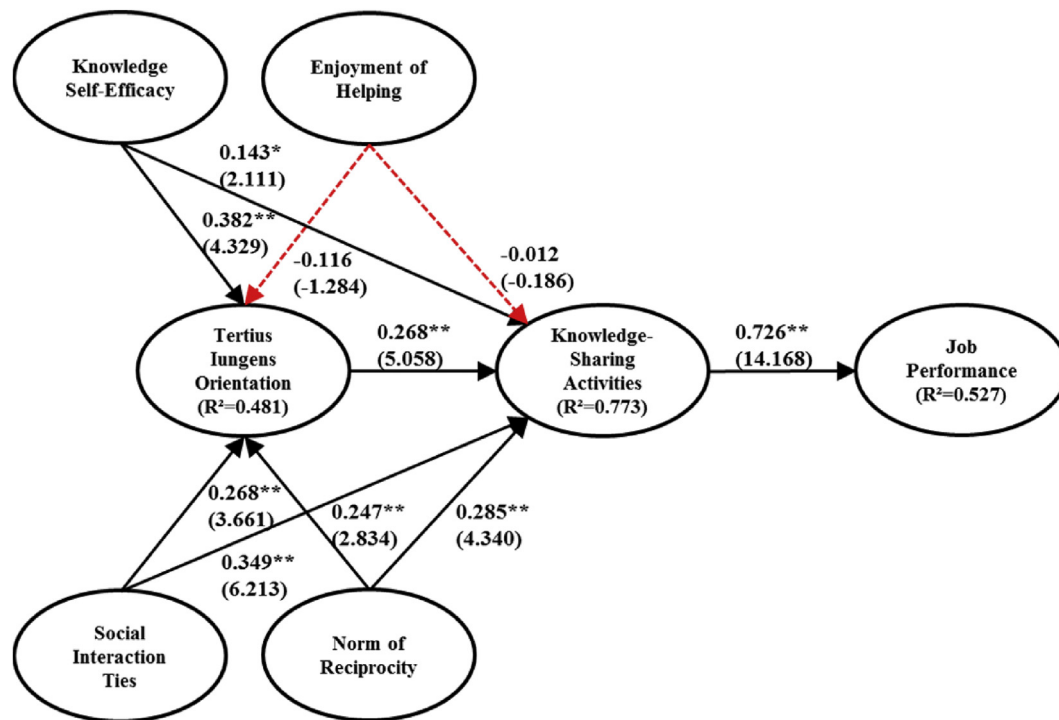 Knowledge
Self-Efficacy
Enjoyment of
Helping
0.143*
(2.111)
0.382**
(4.329)
-0.116
(-1.284)
-0.012
(-0.186)
Tertius
Iungens
Orientation
(R²=0.481)
0.268**
(5.058)
Knowledge-
Sharing
Activities
(R²=0.773)
0.726**
(14.168)
Job
Performance
(R²=0.527)
0.268**
(3.661)
0.247**
(2.834)
0.285**
(4.340)
0.349**
(6.213)
Social
Interaction
Ties
Norm of
Reciprocity